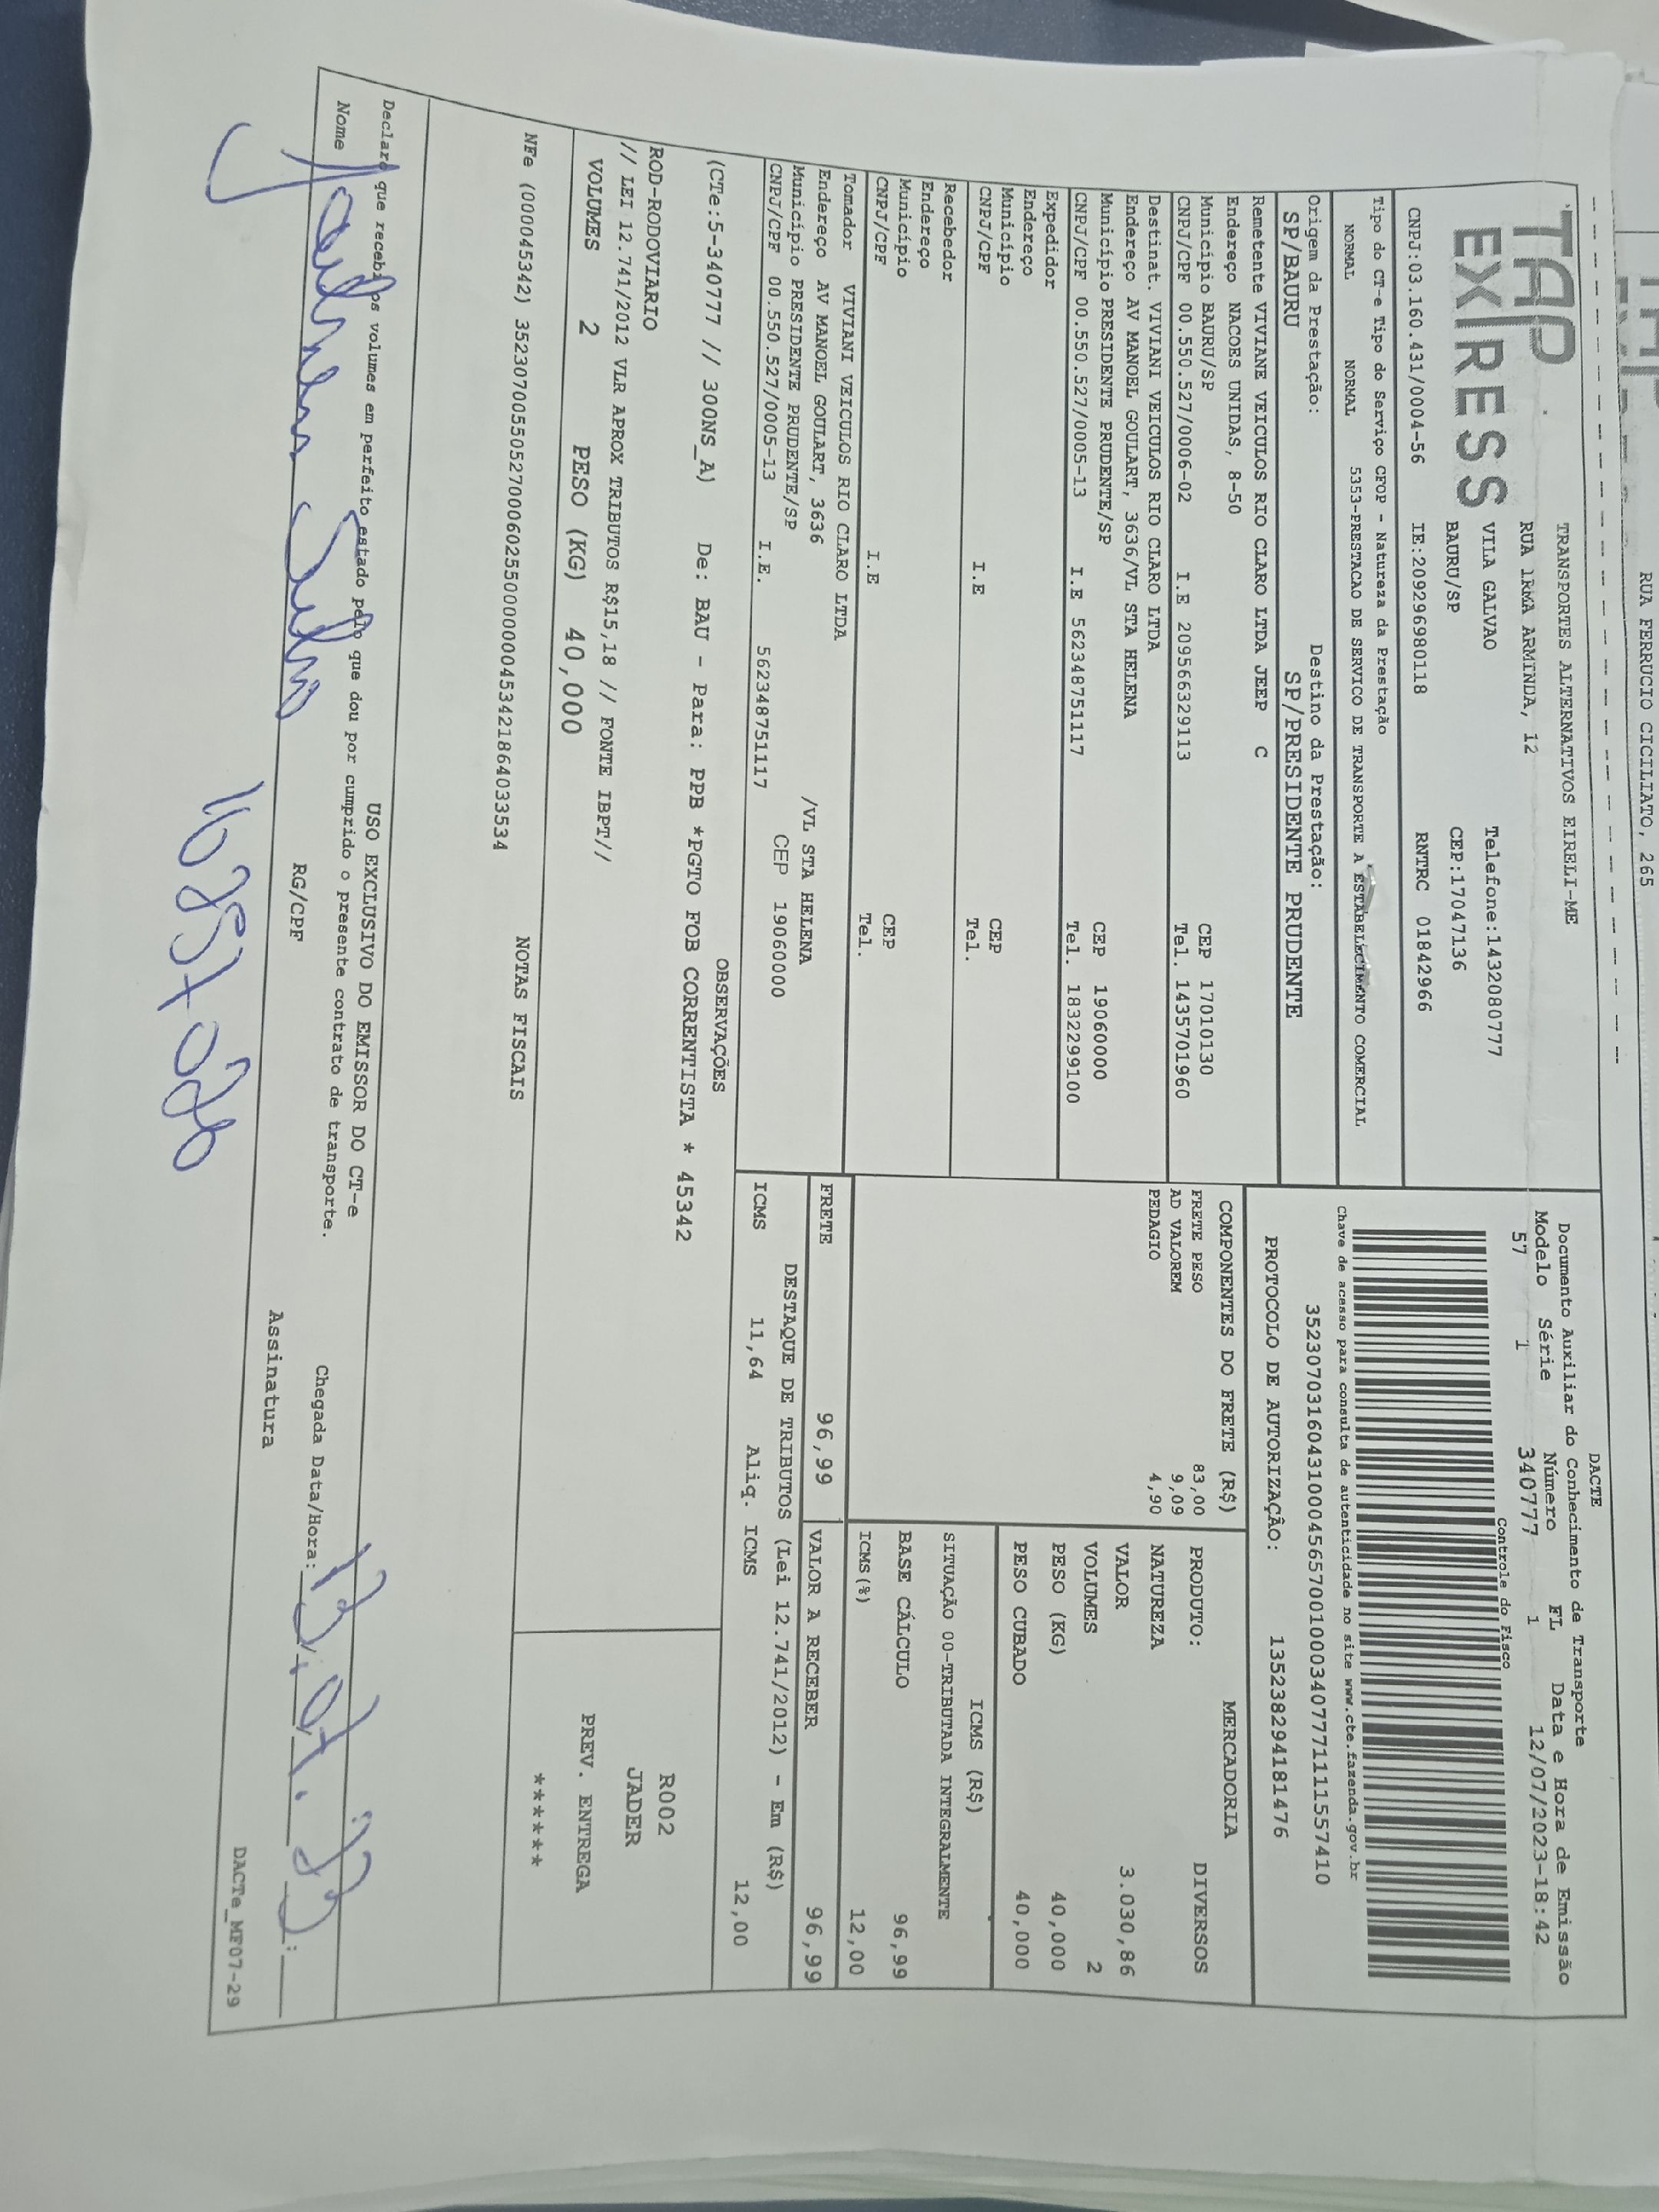 RUA FERRUCIO CICILIATO, 265
TAP
EXPRESS
TRANSPORTES ALTERNATIVOS EIRELI-ME
RUA IRMA ARMINDA, 12
VILA GALVAO Telefone:1432080777
BAURU/SP CEP:17047136
CNPJ:03.160.431/0004-56 IE:209296980118 RNTRC 01842966
DACTE
Documento Auxiliar do Conhecimento de Transporte
Modelo Série Número FL Data e Hora de Emissão
57 1 340777 1 12/07/2023-18:42
Controle do Fisco
Chave de acesso para consulta de autenticidade no site www.cte.fazenda.gov.br
35230703160431000456570010003407771111557410
PROTOCOLO DE AUTORIZAÇÃO: 135238294181476
Tipo do CT-e Tipo do Serviço CFOP - Natureza da Prestação
NORMAL NORMAL 5353-PRESTACAO DE SERVICO DE TRANSPORTE A ESTABELECIMENTO COMERCIAL
Origem da Prestação: Destino da Prestação:
SP/BAURU SP/PRESIDENTE PRUDENTE
Remetente VIVIANE VEICULOS RIO CLARO LTDA JEEP C
Endereço NACOES UNIDAS, 8-50
Município BAURU/SP CEP 17010130
CNPJ/CPF 00.550.527/0006-02 I.E 209566329113 Tel. 1435701960
Destinat. VIVIANI VEICULOS RIO CLARO LTDA
Endereço AV MANOEL GOULART, 3636/VL STA HELENA
Município PRESIDENTE PRUDENTE/SP CEP 19060000
CNPJ/CPF 00.550.527/0005-13 I.E 562348751117 Tel. 1832299100
Expedidor
Endereço
Município CEP
CNPJ/CPF I.E Tel.
Recebedor
Endereço
Município CEP
CNPJ/CPF I.E Tel.
Tomador VIVIANI VEICULOS RIO CLARO LTDA
Endereço AV MANOEL GOULART, 3636 /VL STA HELENA
Município PRESIDENTE PRUDENTE/SP CEP 19060000
CNPJ/CPF 00.550.527/0005-13 I.E. 562348751117
COMPONENTES DO FRETE (R$)
FRETE PESO 83,00
AD VALOREM 9,09
PEDAGIO 4,90
MERCADORIA
PRODUTO: DIVERSOS
NATUREZA
VALOR 3.030,86
VOLUMES 2
PESO (KG) 40,000
PESO CUBADO 40,000
ICMS (R$)
SITUAÇÃO 00-TRIBUTADA INTEGRALMENTE
BASE CÁLCULO 96,99
ICMS(%) 12,00
FRETE 96,99 VALOR A RECEBER 96,99
DESTAQUE DE TRIBUTOS (Lei 12.741/2012) - Em (R$)
ICMS 11,64 Aliq. ICMS 12,00
OBSERVAÇÕES
(CTe:5-340777 // 300NS_A) De: BAU - Para: PPB *PGTO FOB CORRENTISTA * 45342
ROD-RODOVIARIO
// LEI 12.741/2012 VLR APROX TRIBUTOS R$15,18 // FONTE IBPT//
VOLUMES 2 PESO (KG) 40,000
R002
JADER
PREV. ENTREGA
******
NOTAS FISCAIS
NFe (000045342) 35230700550527000602550000000453421864033534
USO EXCLUSIVO DO EMISSOR DO CT-e
Declaro que recebi os volumes em perfeito estado pelo que dou por cumprido o presente contrato de transporte.
Nome RG/CPF Assinatura Chegada Data/Hora: 13.07.23 :
DACTe_MF07-29